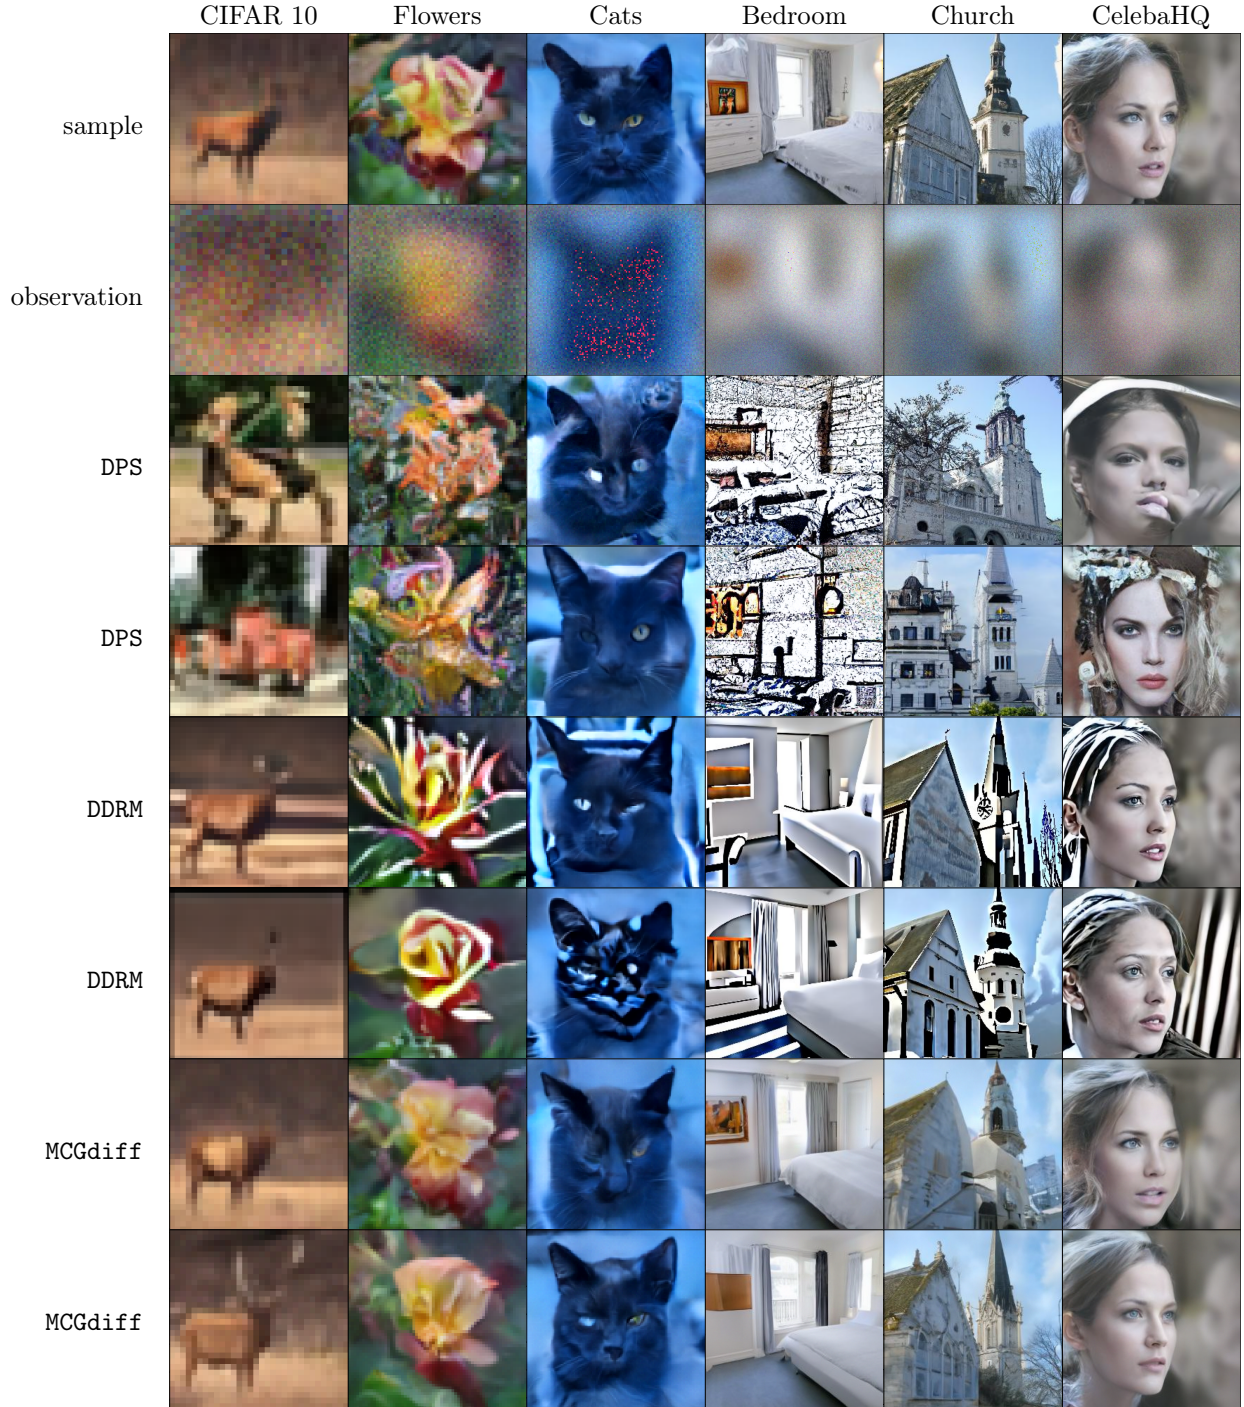 CIFAR 10 Flowers Cats Bedroom Church CelebaHQ
sample
observation
DPS
DPS
DDRM
DDRM
MCGdiff
MCGdiff